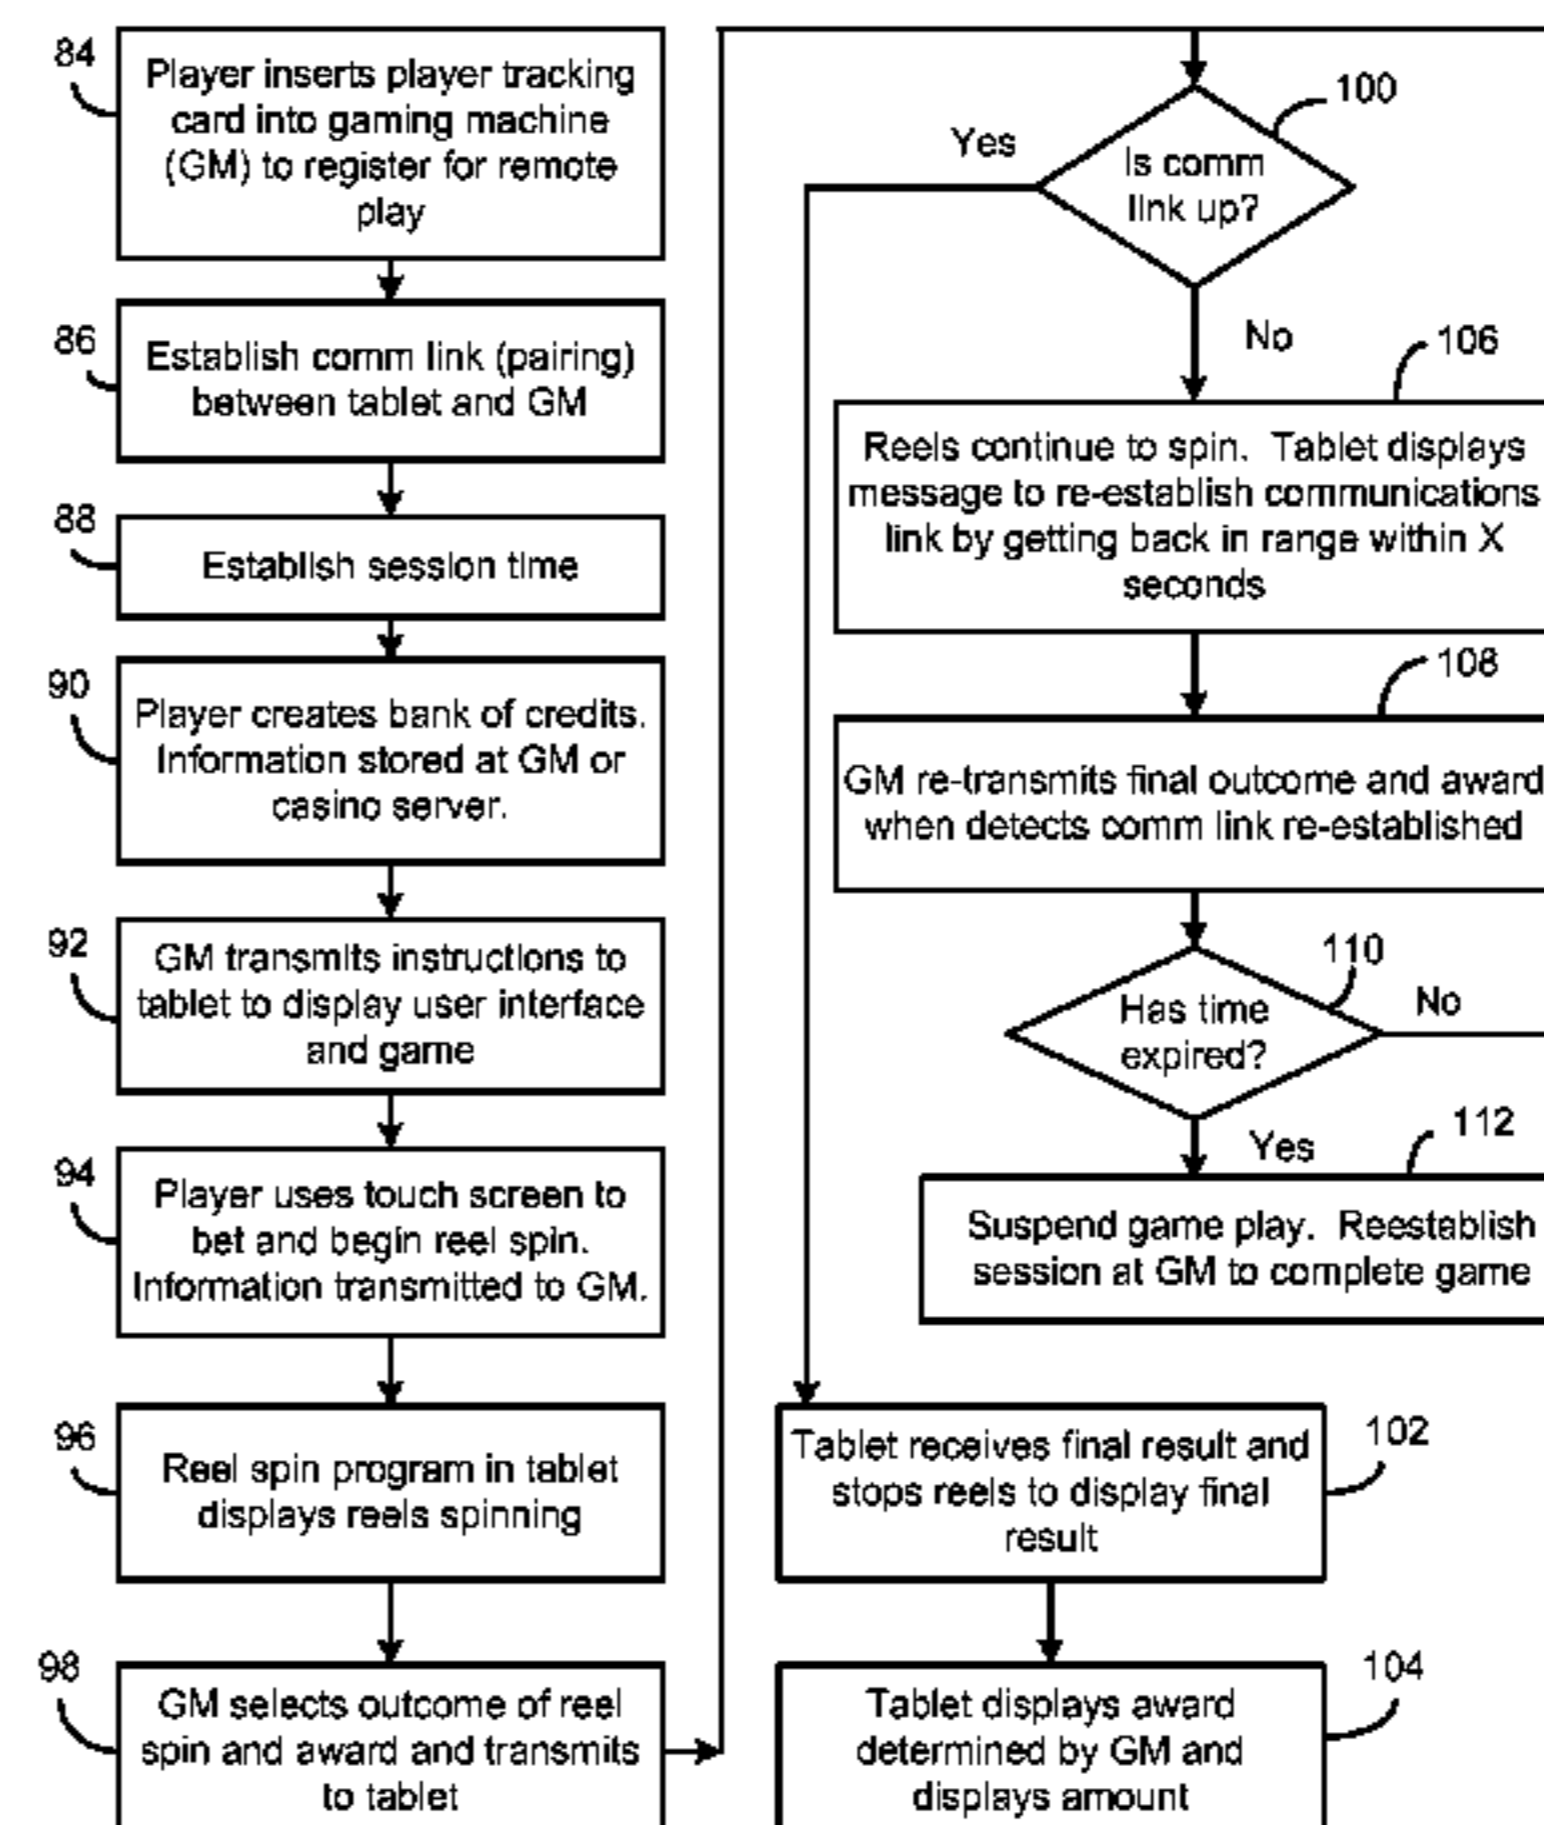 84
Player inserts player tracking
card into gaming machine
(GM) to register for remote
play
86
Establish comm link (pairing)
between tablet and GM
88
Establish session time
90
Player creates bank of credits.
Information stored at GM or
casino server.
92
GM transmits instructions to
tablet to display user interface
and game
94
Player uses touch screen to
bet and begin reel spin.
Information transmitted to GM.
96
Reel spin program in tablet
displays reels spinning
98
GM selects outcome of reel
spin and award and transmits
to tablet
100
Is comm
link up?
Yes
No
106
Reels continue to spin. Tablet displays
message to re-establish communications
link by getting back in range within X
seconds
108
GM re-transmits final outcome and award
when detects comm link re-established
110
Has time
expired?
No
Yes
112
Suspend game play. Reestablish
session at GM to complete game
102
Tablet receives final result and
stops reels to display final
result
104
Tablet displays award
determined by GM and
displays amount